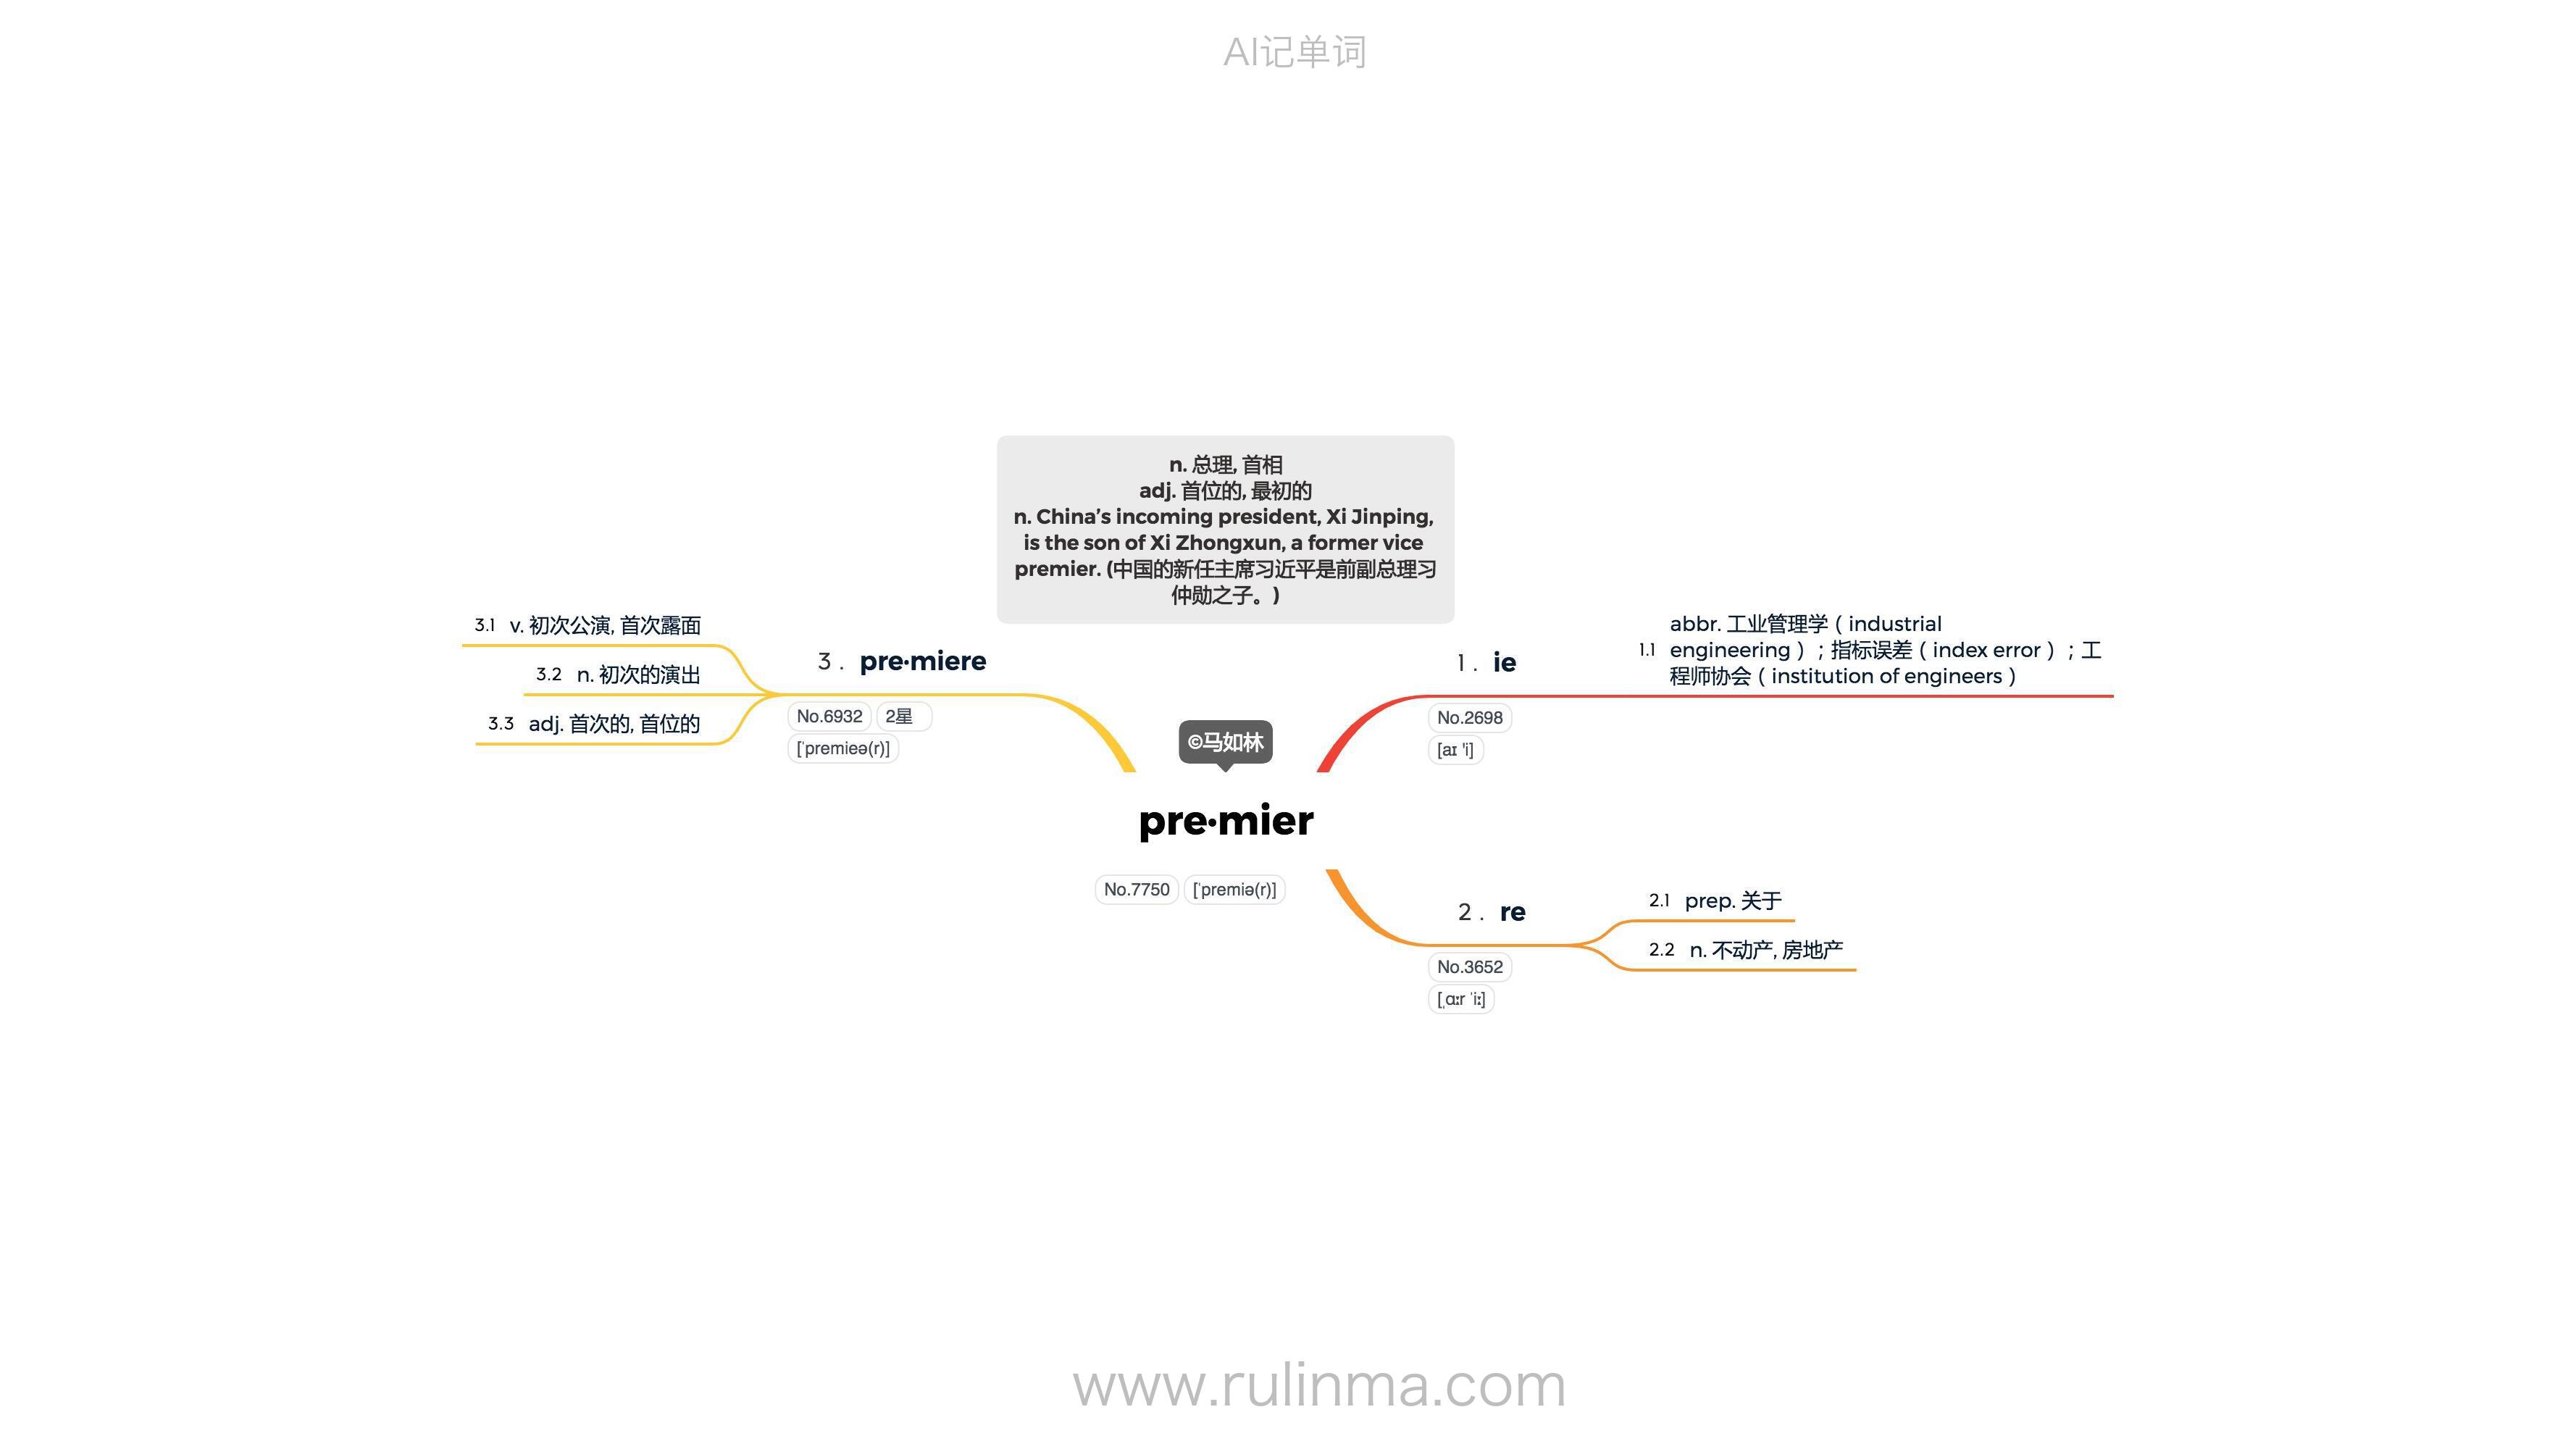 AI记单词
n. 总理, 首相
adj. 首位的, 最初的
n. China’s incoming president, Xi Jinping,
is the son of Xi Zhongxun, a former vice
premier. (中国的新任主席习近平是前副总理习
仲勋之子。)
©马如林
pre·mier
No.7750 [ˈpremiə(r)]
1 . ie
No.2698
[aɪ 'i]
1.1 abbr. 工业管理学（industrial
engineering）；指标误差（index error）；工
程师协会（institution of engineers）
2 . re
No.3652
[ˌɑːr ˈiː]
2.1 prep. 关于
2.2 n. 不动产, 房地产
3 . pre·miere
No.6932 2星
[ˈpremieə(r)]
3.1 v. 初次公演, 首次露面
3.2 n. 初次的演出
3.3 adj. 首次的, 首位的
www.rulinma.com